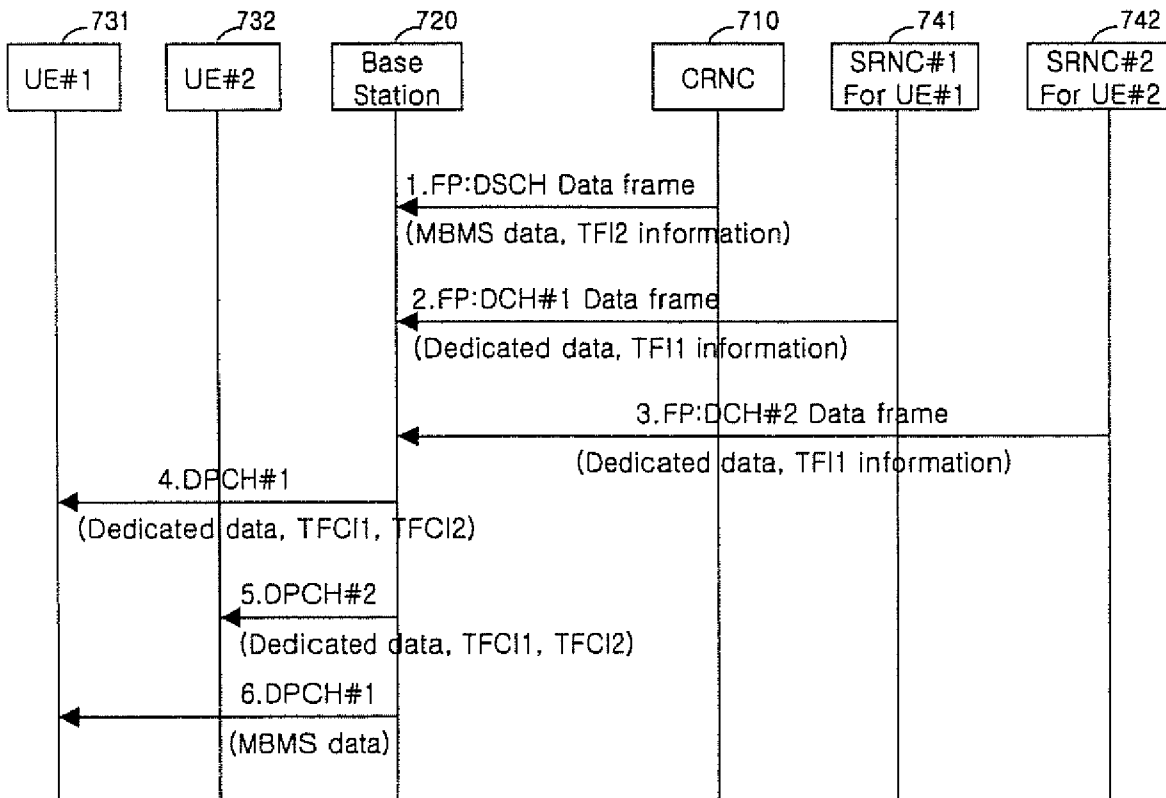 731
732
720
710
741
742
UE#1
UE#2
Base
Station
CRNC
SRNC#1
For UE#1
SRNC#2
For UE#2
1.FP:DSCH Data frame
(MBMS data, TFI2 information)
2.FP:DCH#1 Data frame
(Dedicated data, TFI1 information)
3.FP:DCH#2 Data frame
(Dedicated data, TFI1 information)
4.DPCH#1
(Dedicated data, TFCI1, TFCI2)
5.DPCH#2
(Dedicated data, TFCI1, TFCI2)
6.DPCH#1
(MBMS data)